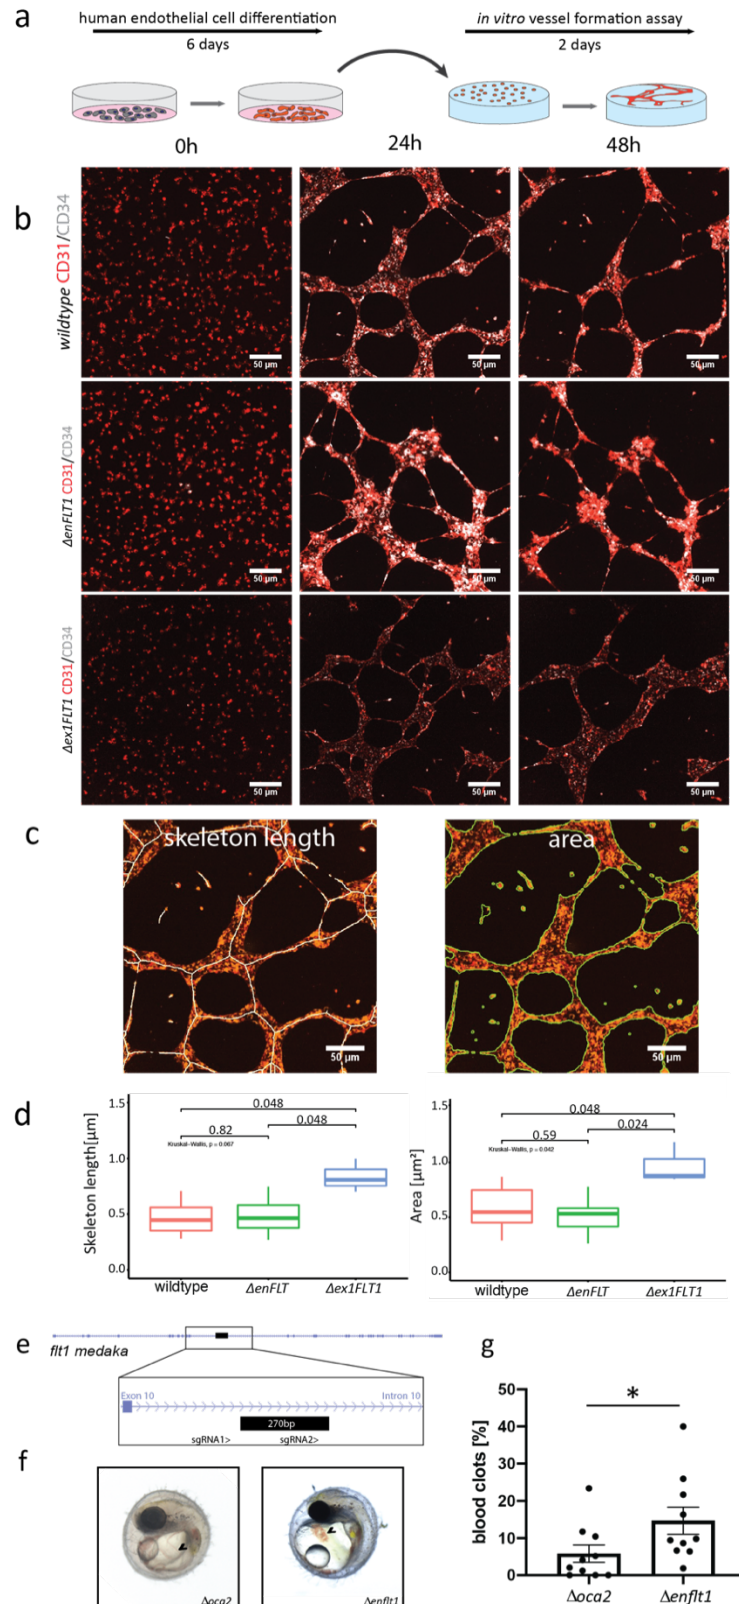 a
human endothelial cell differentiation
6 days
in vitro vessel formation assay
2 days
0h
24h
48h
b
wildtype CD31/CD34
50 µm
50 µm
50 µm
ΔenFLT1 CD31/CD34
50 µm
50 µm
50 µm
Δex1FLT1 CD31/CD34
50 µm
50 µm
50 µm
c
skeleton length
50 µm
area
50 µm
d
Skeleton length[µm]
1.5
1.0
0.5
0.0
0.048
0.82
0.048
Kruskal-Wallis, p = 0.067
wildtype
ΔenFLT
Δex1FLT1
Area [µm²]
1.5
1.0
0.5
0.0
0.048
0.59
0.024
Kruskal-Wallis, p = 0.042
wildtype
ΔenFLT
Δex1FLT1
e
flt1 medaka
Exon 10
Intron 10
270bp
sgRNA1>
sgRNA2>
f
Δoca2
Δenflt1
g
blood clots [%]
50
40
30
20
10
0
*
Δoca2
Δenflt1